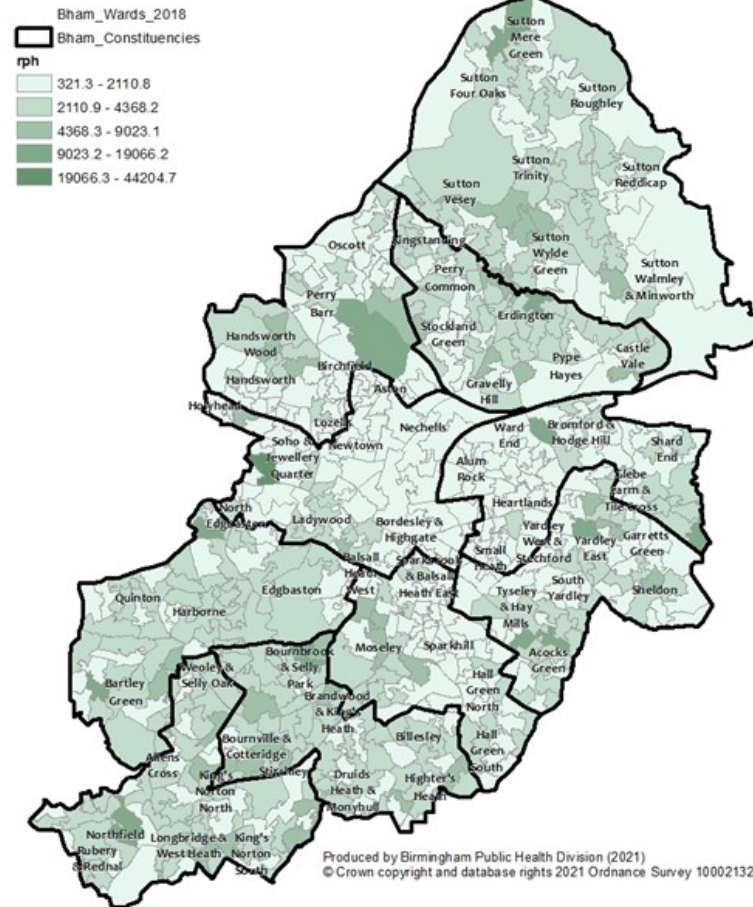 Bham_Wards_2018
Bham_Constituencies
rph
321.3 - 2110.8
2110.9 - 4368.2
4368.3 - 9023.1
9023.2 - 19066.2
19066.3 - 44204.7
Sutton
Mere
Green
Sutton
Four Oaks
Sutton
Roughley
Sutton
Trinity
Sutton
Reddicap
Sutton
Vesey
Sutton
Wylde
Green
Sutton
Walmley
& Minworth
Oscott
Kingstanding
Perry
Common
Perry
Barr
Erdington
Stockland
Green
Handsworth
Wood
Pype
Hayes
Castle
Vale
Birchfield
Handsworth
Aston
Gravelly
Hill
Holyhead
Lozells
Newtown
Nechells
Ward
End
Bromford &
Hodge Hill
Shard
End
Soho &
Jewellery
Quarter
Alum
Rock
Glebe
Farm &
Tile Cross
Heartlands
North
Edgbaston
Ladywood
Bordesley &
Highgate
Yardley
West &
Stechford
Yardley
East
Garretts
Green
Small
Heath
Balsall
Heath
West
Sparkbrook
& Balsall
Heath East
South
Yardley
Tyseley
& Hay
Mills
Sheldon
Quinton
Harborne
Edgbaston
Moseley
Sparkhill
Acocks
Green
Bournbrook
& Selly
Park
Weoley &
Selly Oak
Bartley
Green
Brandwood
& King's
Heath
Hall
Green
North
Bournville &
Cotteridge
Stirchley
Billesley
Hall
Green
South
Allens
Cross
King's
Norton
North
Druids
Heath &
Monyhull
Highter's
Heath
Northfield
Longbridge &
West Heath
King's
Norton
South
Rubery
& Rednal
Produced by Birmingham Public Health Division (2021)
© Crown copyright and database rights 2021 Ordnance Survey 10002132